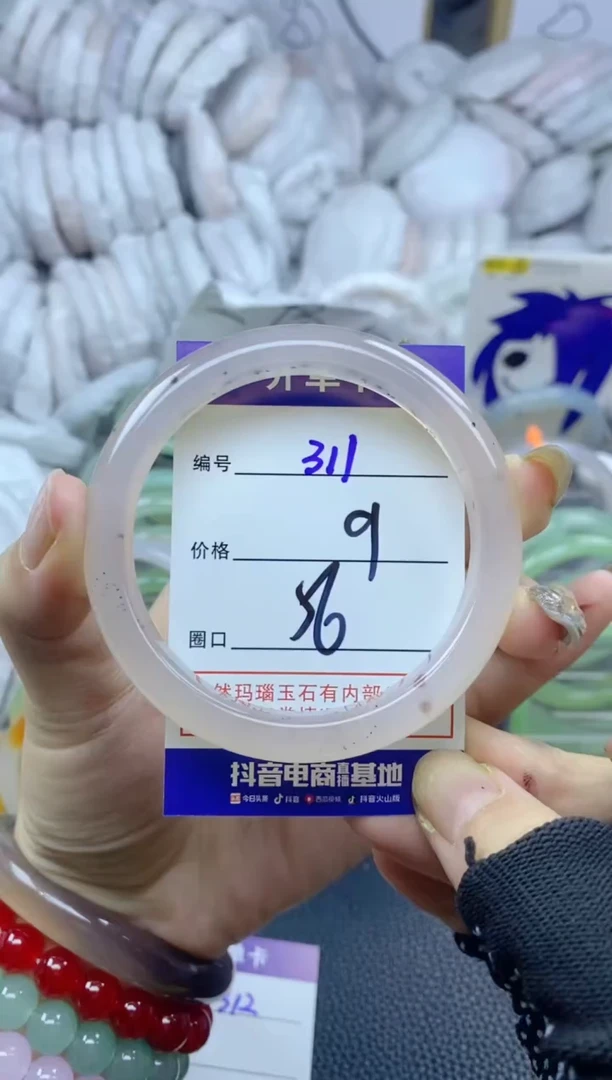 开单卡
编号 311
价格 9
圈口 56
然玛瑙玉石有内部
抖音电商直播基地
今日头条 抖音 西瓜视频 抖音火山版
卡
312